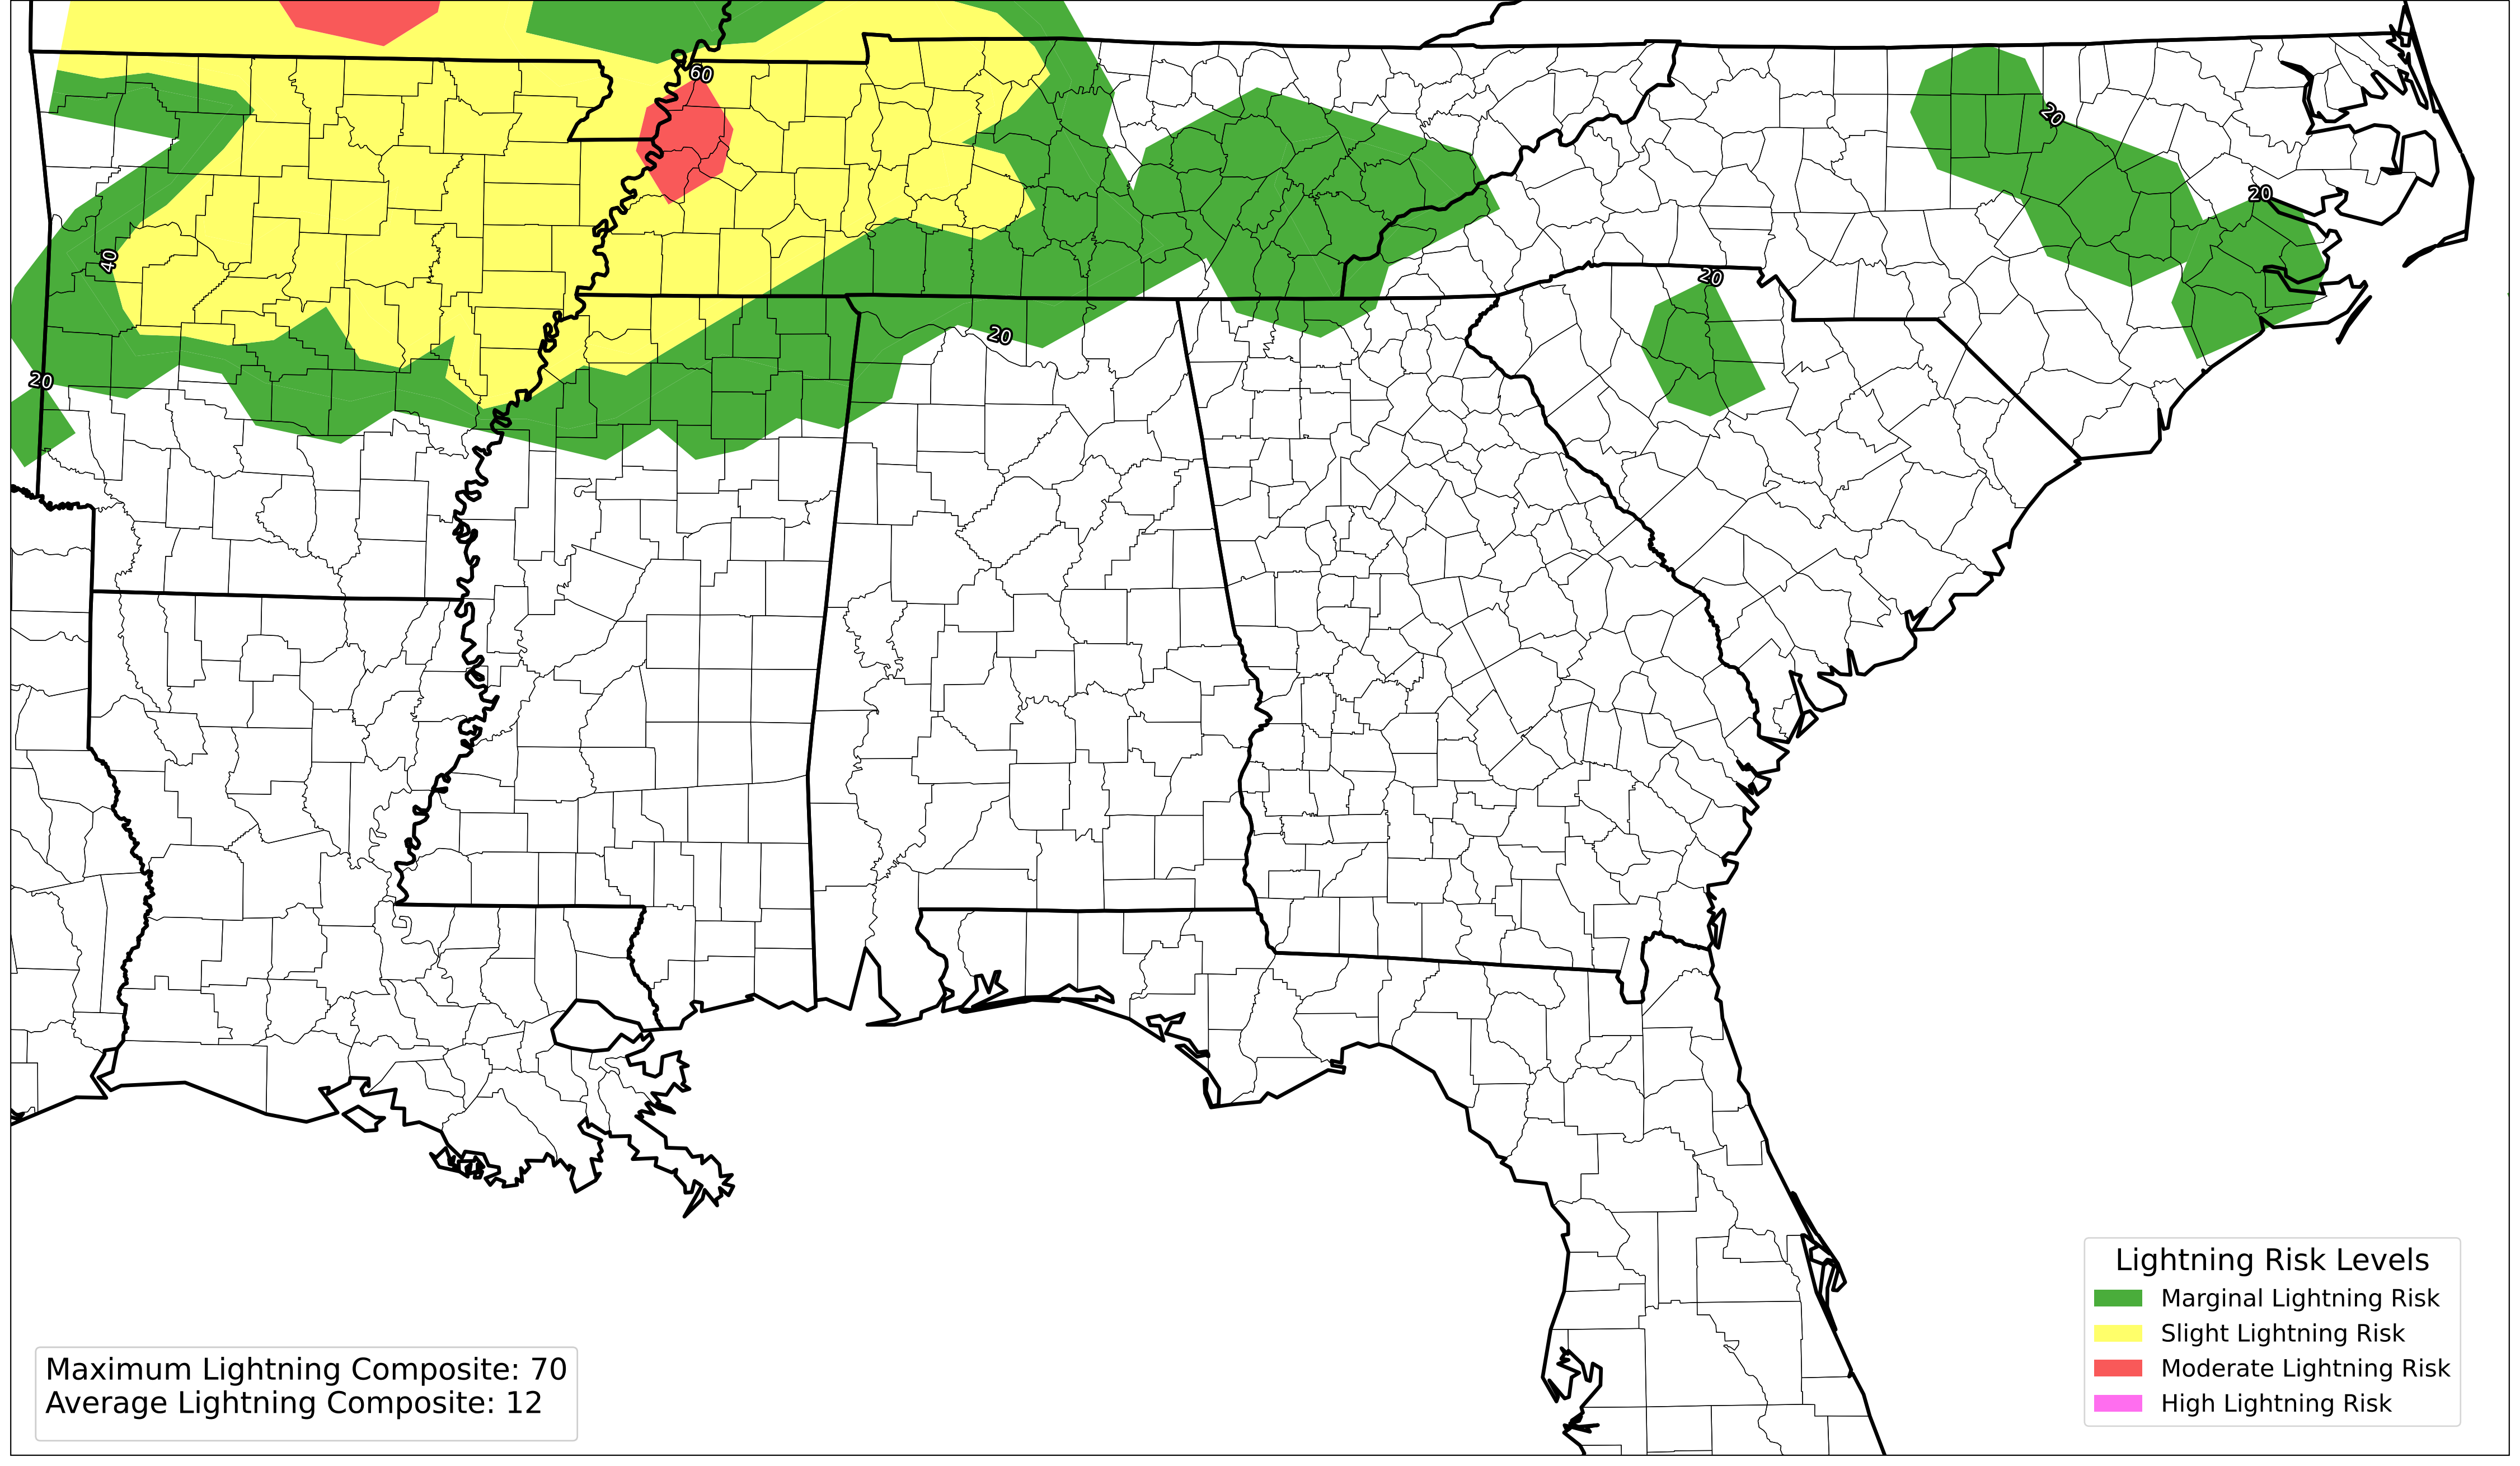 60
20
20
40
20
20
20
Lightning Risk Levels
Marginal Lightning Risk
Slight Lightning Risk
Moderate Lightning Risk
High Lightning Risk
Maximum Lightning Composite: 70
Average Lightning Composite: 12